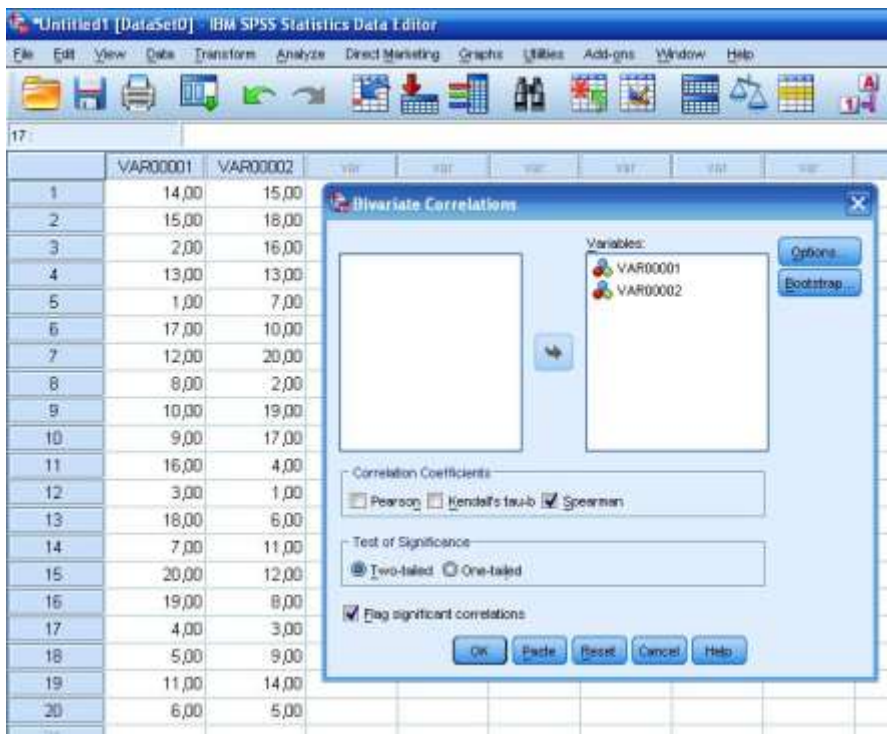 *Untitled1 [DataSet0] - IBM SPSS Statistics Data Editor
File Edit View Data Transform Analyze Direct Marketing Graphs Utilities Add-ons Window Help
17 :
VAR00001 VAR00002 var var var var var var
1 14,00 15,00
2 15,00 18,00
3 2,00 16,00
4 13,00 13,00
5 1,00 7,00
6 17,00 10,00
7 12,00 20,00
8 8,00 2,00
9 10,00 19,00
10 9,00 17,00
11 16,00 4,00
12 3,00 1,00
13 18,00 6,00
14 7,00 11,00
15 20,00 12,00
16 19,00 8,00
17 4,00 3,00
18 5,00 9,00
19 11,00 14,00
20 6,00 5,00
Bivariate Correlations
Variables:
VAR00001
VAR00002
Options...
Bootstrap...
Correlation Coefficients
Pearson Kendall's tau-b Spearman
Test of Significance
Two-tailed One-tailed
Flag significant correlations
OK Paste Reset Cancel Help